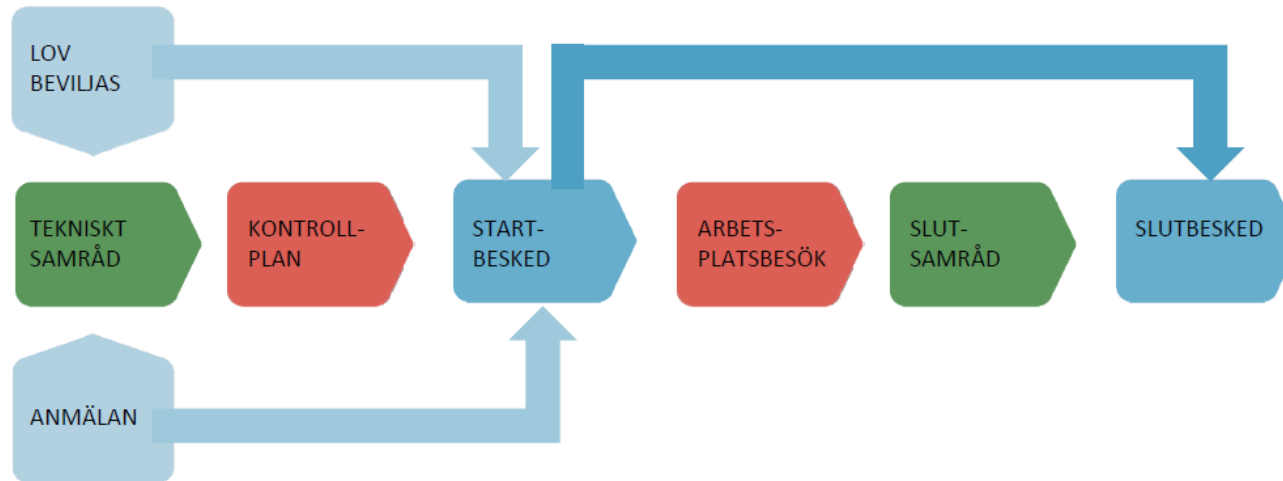 LOV
BEVILJAS
TEKNISKT
SAMRÅD
KONTROLL-
PLAN
START-
BESKED
ARBETS-
PLATSBESÖK
SLUT-
SAMRÅD
SLUTBESKED
ANMÄLAN